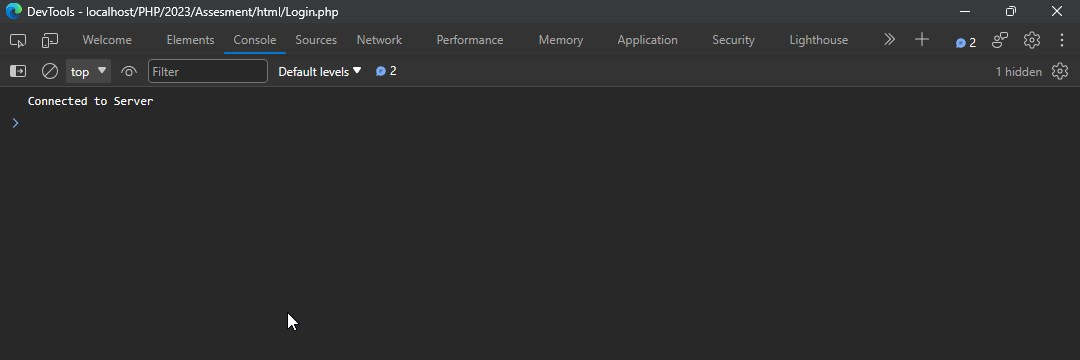 DevTools - localhost/PHP/2023/Assesment/html/Login.php
Welcome Elements Console Sources Network Performance Memory Application Security Lighthouse 2
top Filter Default levels 2 1 hidden
Connected to Server